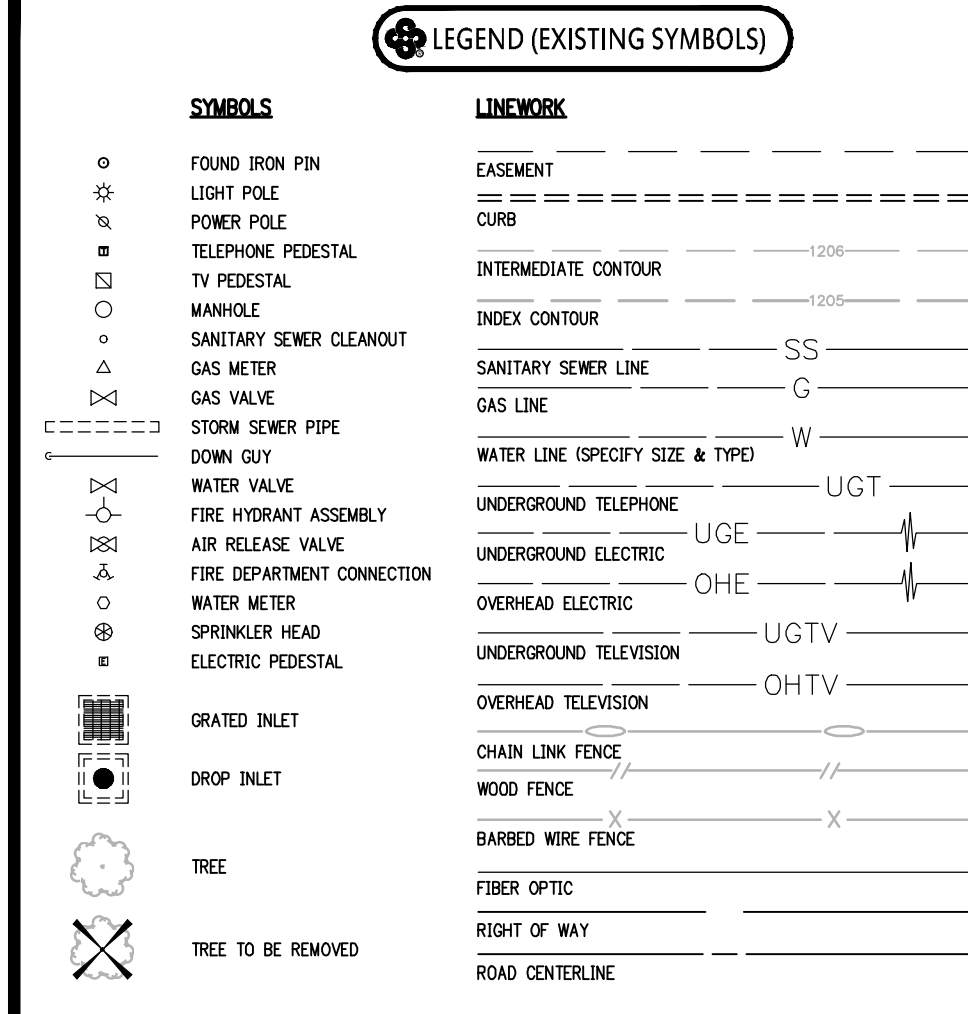 LEGEND (EXISTING SYMBOLS)
SYMBOLS
FOUND IRON PIN
LIGHT POLE
POWER POLE
T
TELEPHONE PEDESTAL
TV PEDESTAL
MANHOLE
SANITARY SEWER CLEANOUT
GAS METER
GAS VALVE
STORM SEWER PIPE
DOWN GUY
WATER VALVE
FIRE HYDRANT ASSEMBLY
AIR RELEASE VALVE
FIRE DEPARTMENT CONNECTION
WATER METER
SPRINKLER HEAD
E
ELECTRIC PEDESTAL
GRATED INLET
DROP INLET
TREE
TREE TO BE REMOVED
LINEWORK
EASEMENT
CURB
1206
INTERMEDIATE CONTOUR
1205
INDEX CONTOUR
SS
SANITARY SEWER LINE
G
GAS LINE
W
WATER LINE (SPECIFY SIZE & TYPE)
UGT
UNDERGROUND TELEPHONE
UGE
UNDERGROUND ELECTRIC
OHE
OVERHEAD ELECTRIC
UGTV
UNDERGROUND TELEVISION
OHTV
OVERHEAD TELEVISION
CHAIN LINK FENCE
//
//
WOOD FENCE
X
X
BARBED WIRE FENCE
FIBER OPTIC
RIGHT OF WAY
ROAD CENTERLINE